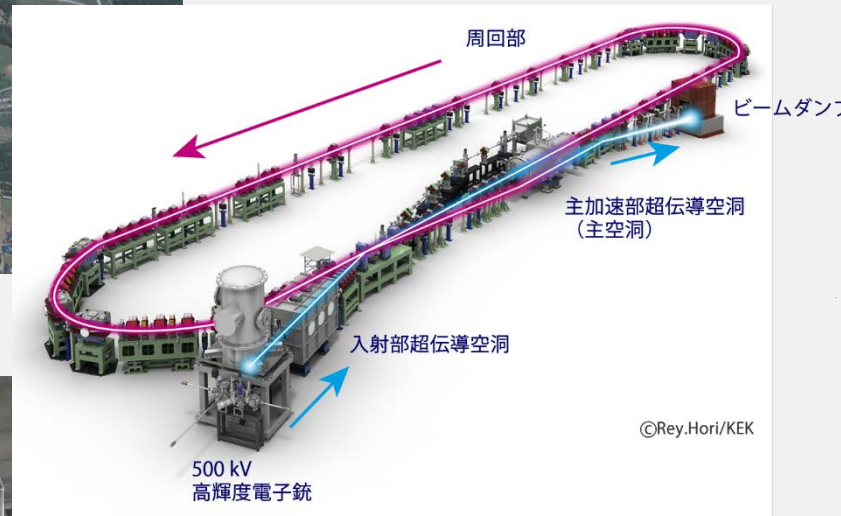 周回部
ビームダンプ
主加速部超伝導空洞
（主空洞）
入射部超伝導空洞
©Rey.Hori/KEK
500 kV
高輝度電子銃